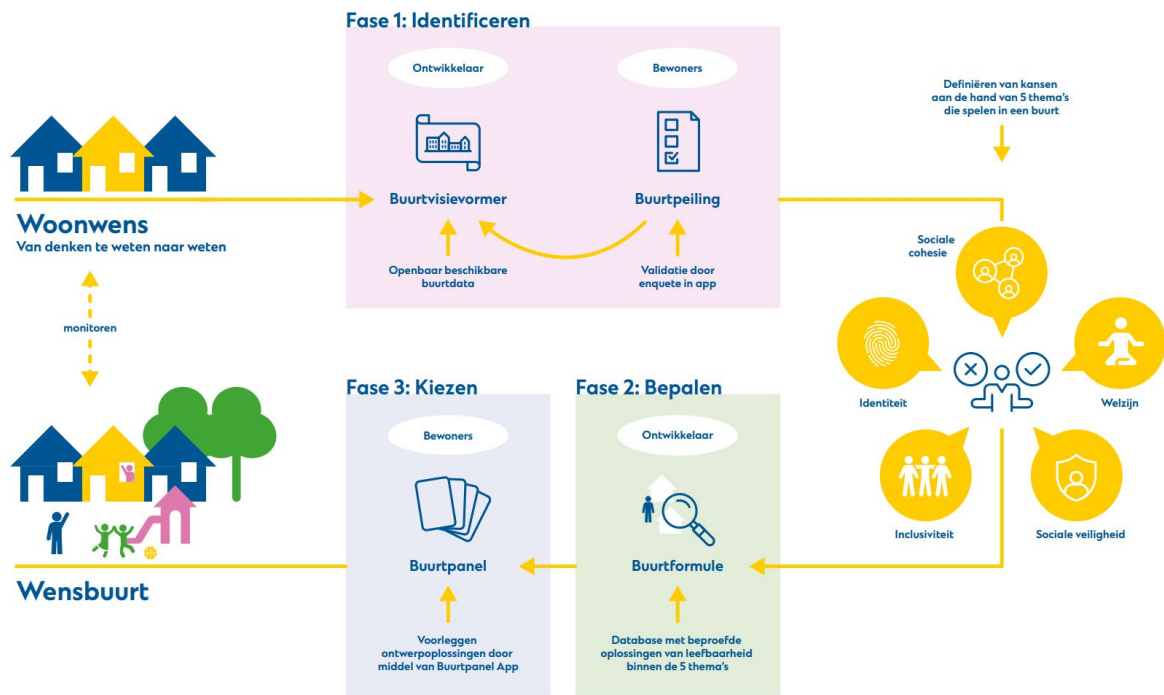 Fase 1: Identificeren
Ontwikkelaar
Bewoners
Buurtvisievormer
Buurtpeiling
Openbaar beschikbare
buurtdata
Validatie door
enquete in app
Woonwens
Van denken te weten naar weten
monitoren
Definiëren van kansen
aan de hand van 5 thema's
die spelen in een buurt
Sociale
cohesie
Identiteit
Welzijn
Inclusiviteit
Sociale veiligheid
Fase 3: Kiezen
Bewoners
Buurtpanel
Voorleggen
ontwerpoplossingen door
middel van Buurtpanel App
Fase 2: Bepalen
Ontwikkelaar
Buurtformule
Database met beproefde
oplossingen van leefbaarheid
binnen de 5 thema's
Wensbuurt